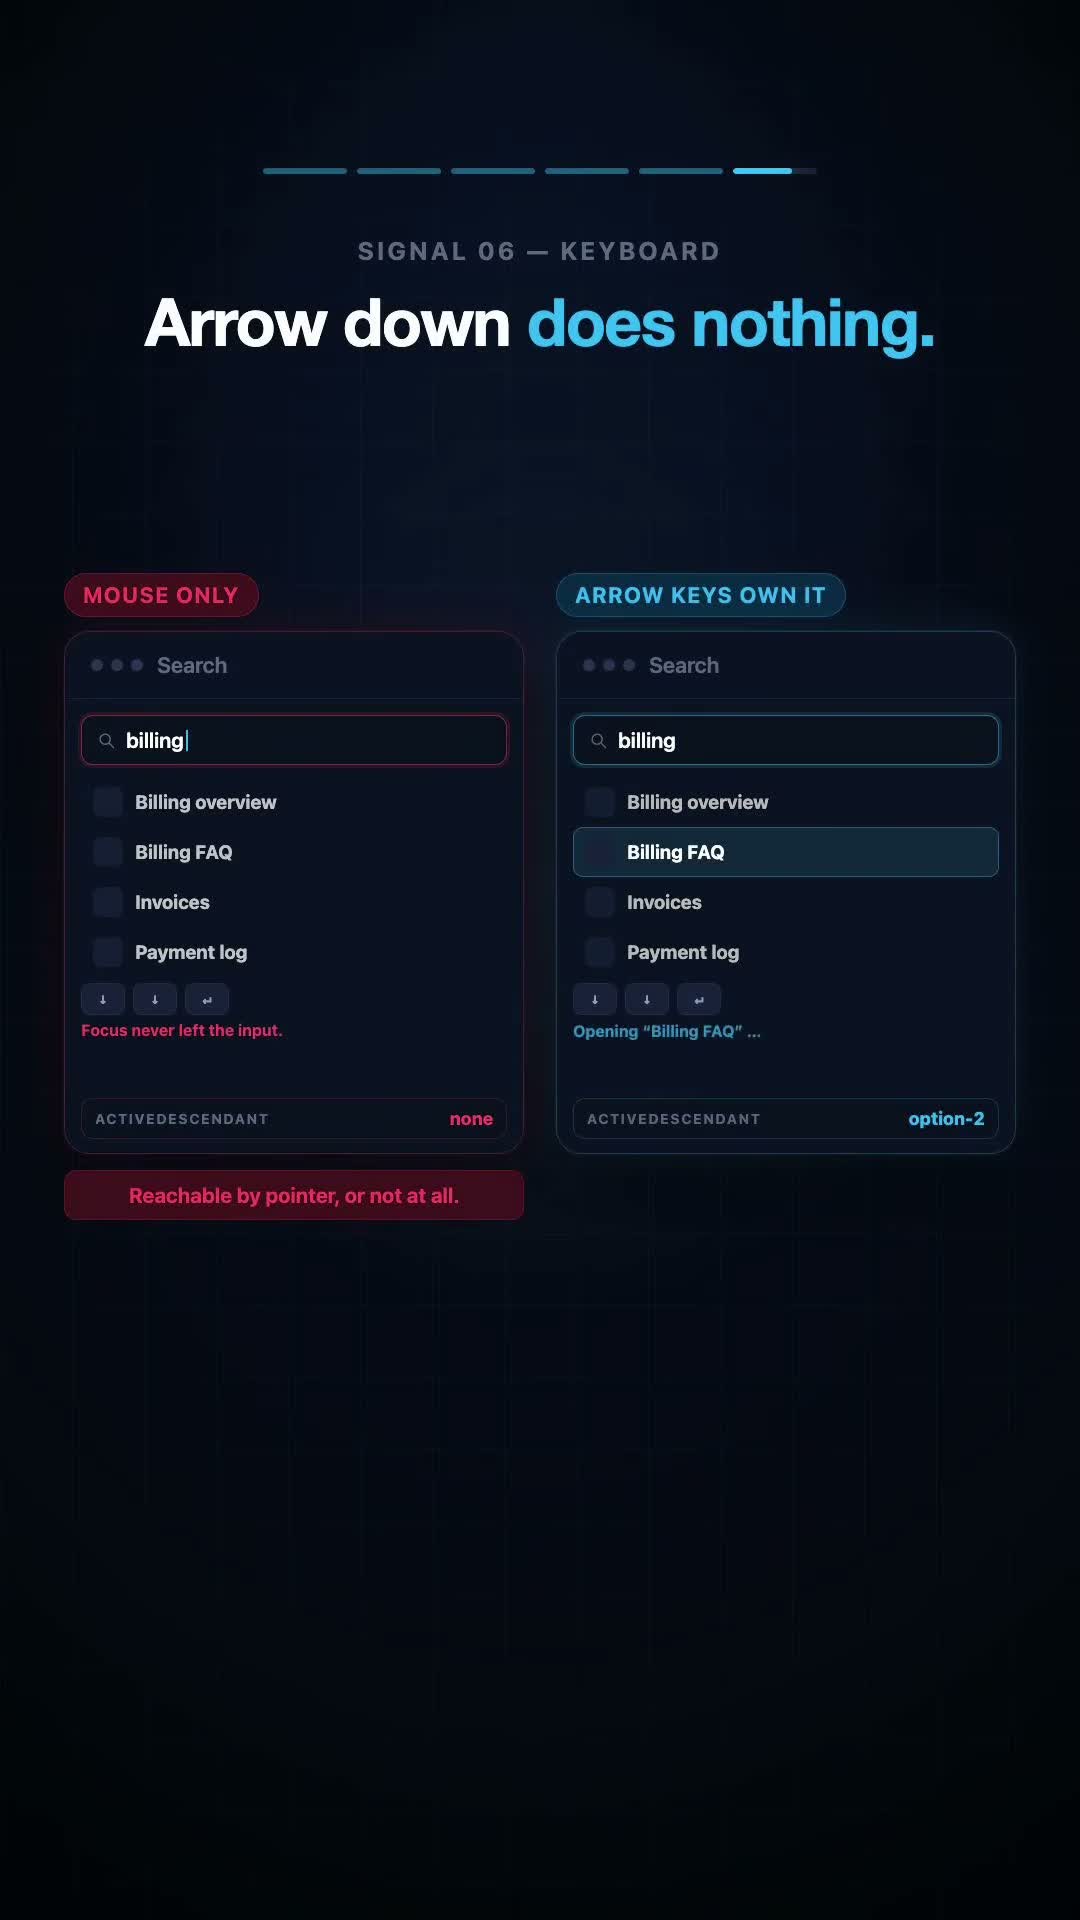 SIGNAL 06 — KEYBOARD
Arrow down does nothing.
MOUSE ONLY
Search
billing
Billing overview
Billing FAQ
Invoices
Payment log
↓ ↓ ↵
Focus never left the input.
ACTIVEDESCENDANT none
Reachable by pointer, or not at all.
ARROW KEYS OWN IT
Search
billing
Billing overview
Billing FAQ
Invoices
Payment log
↓ ↓ ↵
Opening “Billing FAQ” ...
ACTIVEDESCENDANT option-2